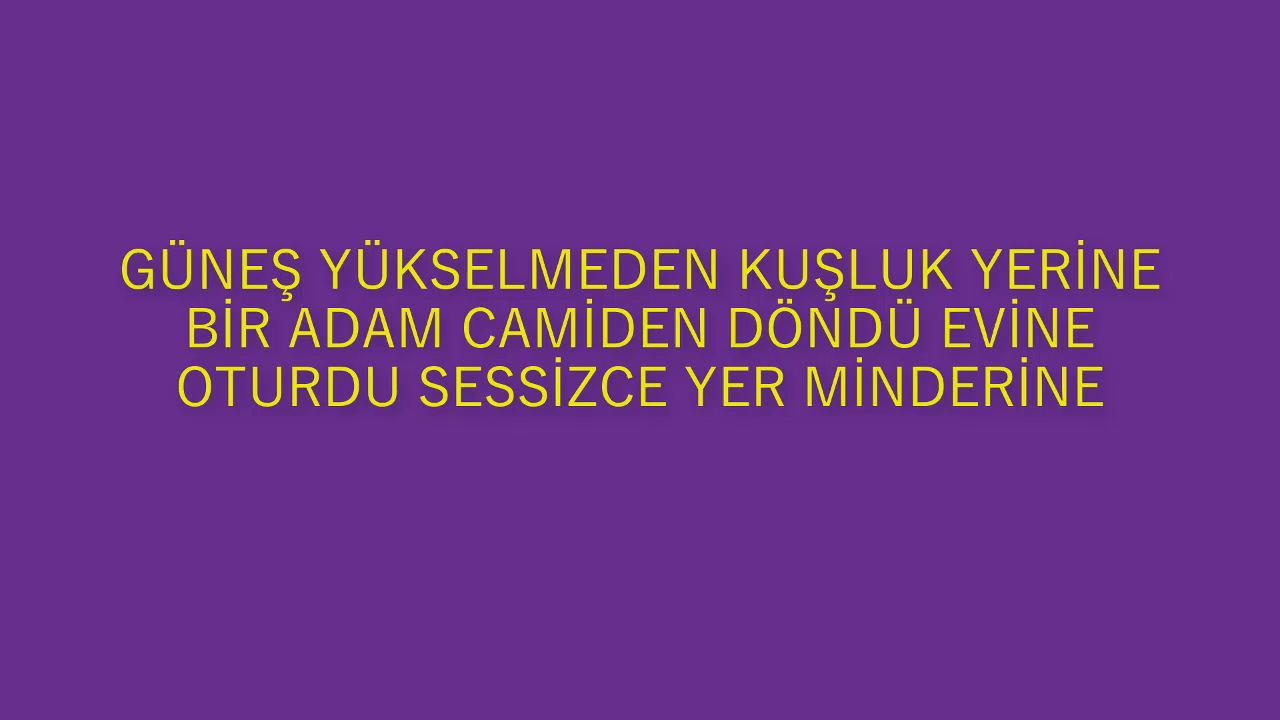 GÜNEŞ YÜKSELMEDEN KUŞLUK YERİNE
BİR ADAM CAMİDEN DÖNDÜ EVİNE
OTURDU SESSİZCE YER MİNDERİNE